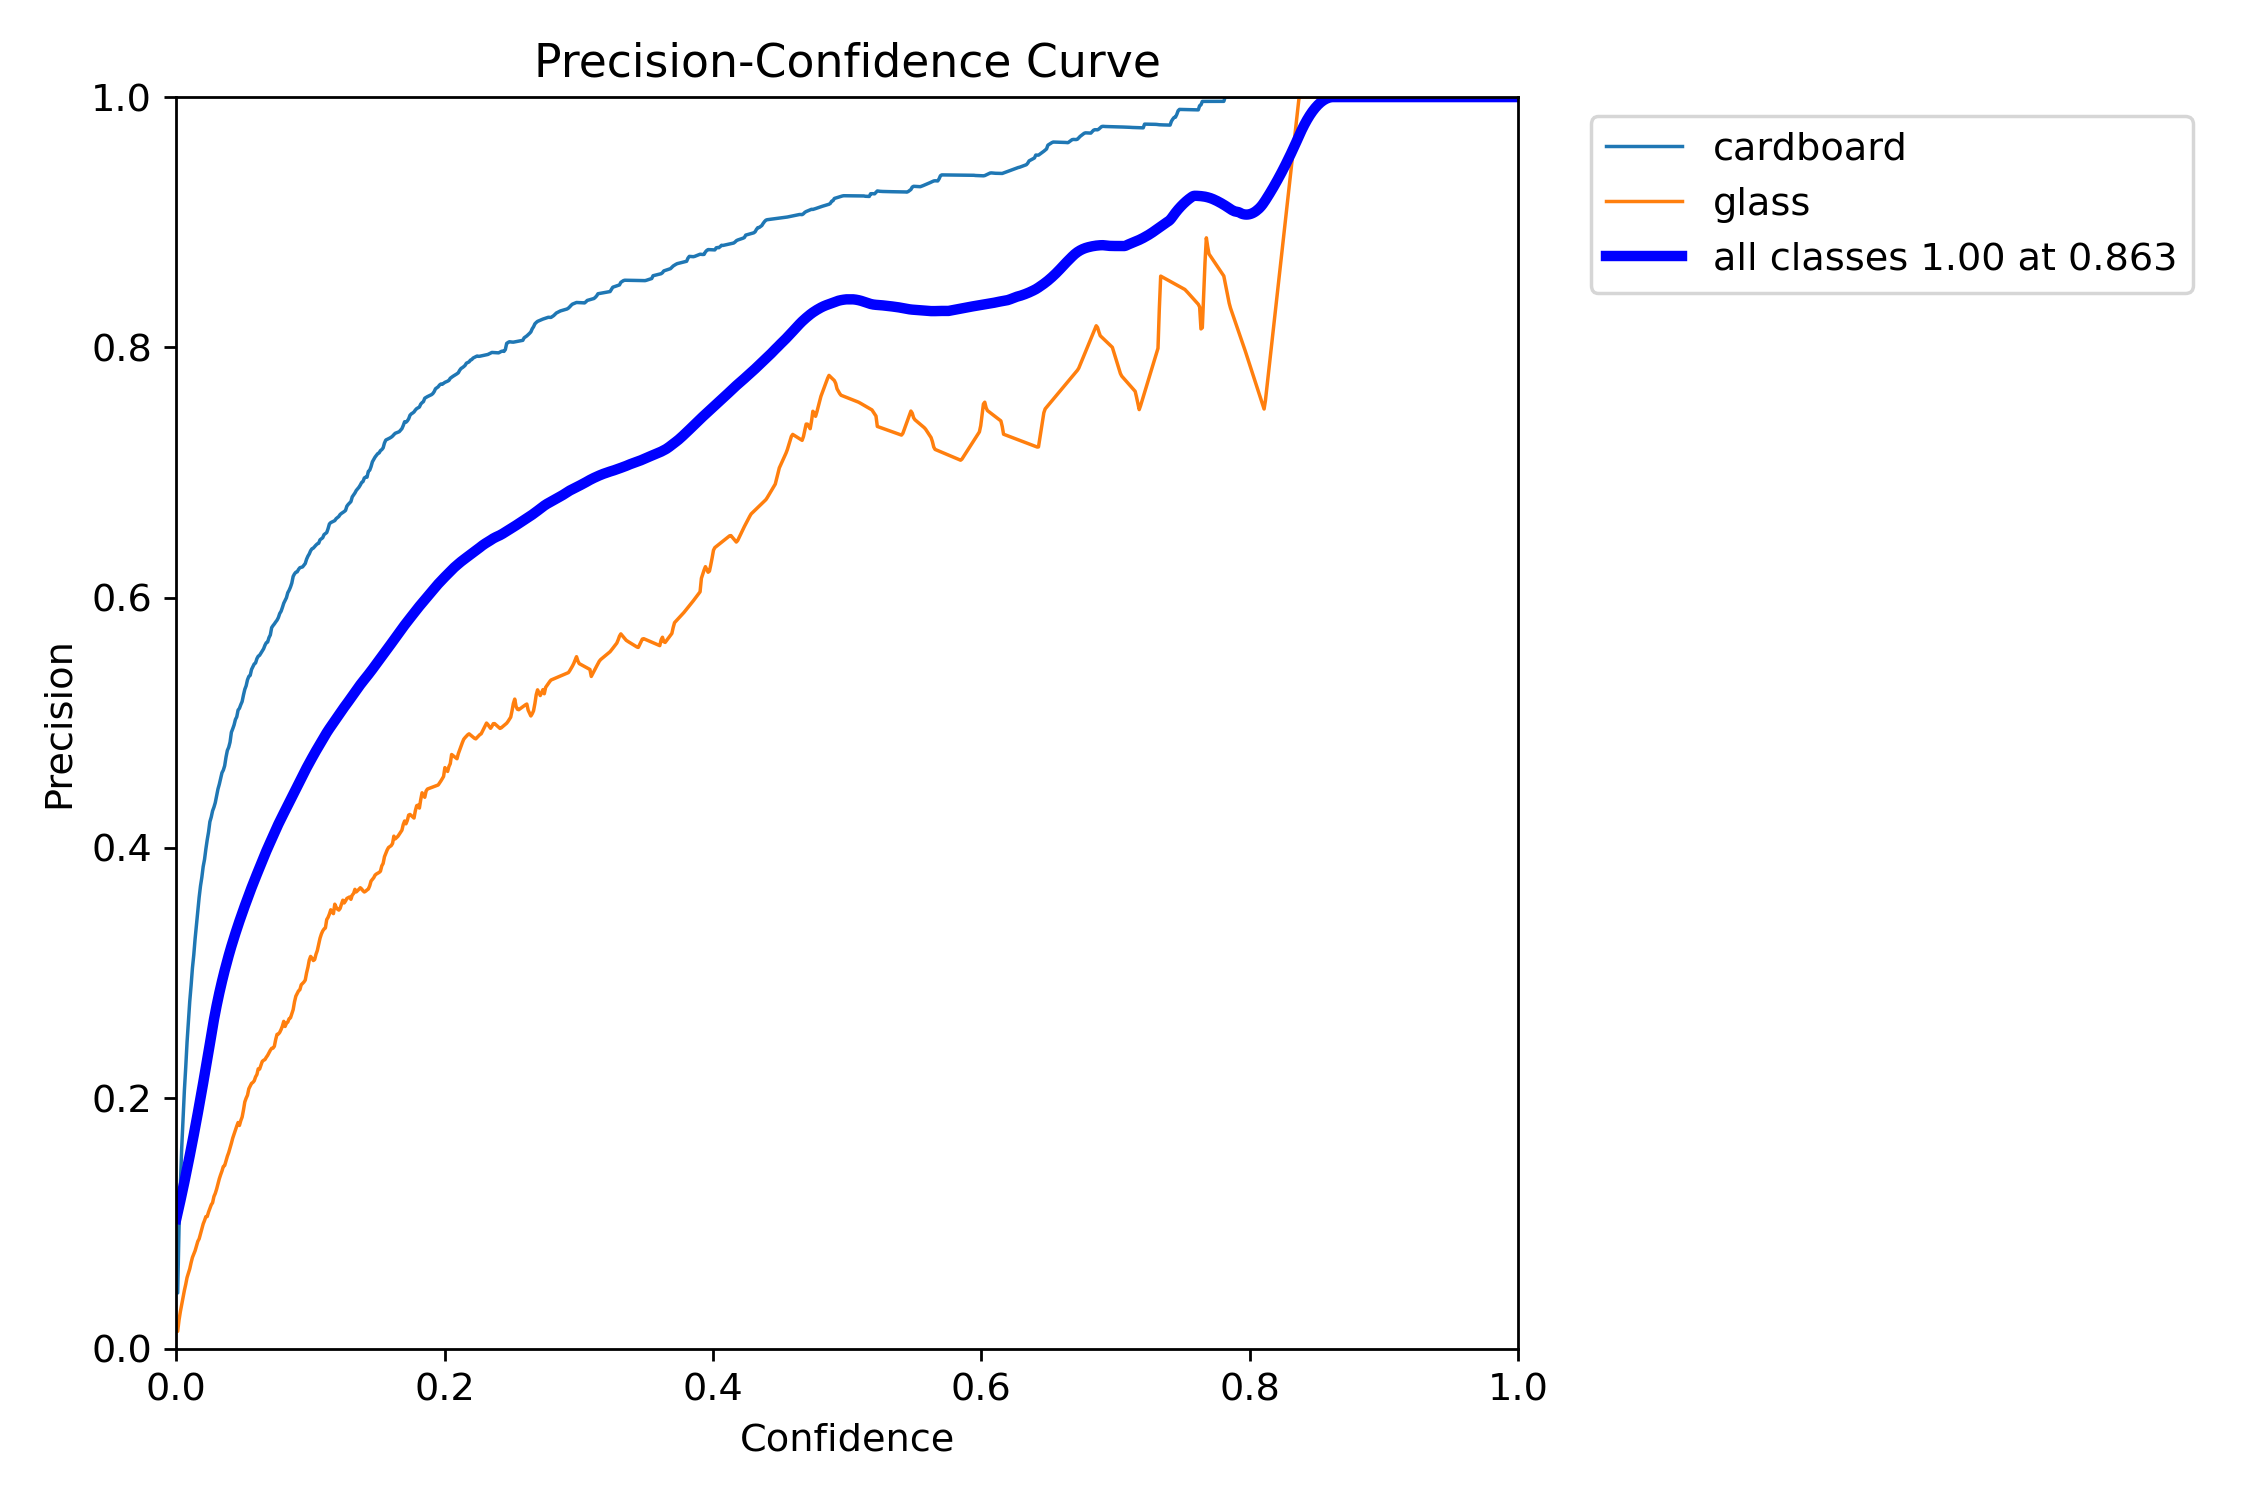 Precision-Confidence Curve
1.0
0.8
0.6
0.4
0.2
0.0
Precision
0.0 0.2 0.4 0.6 0.8 1.0
Confidence
cardboard
glass
all classes 1.00 at 0.863